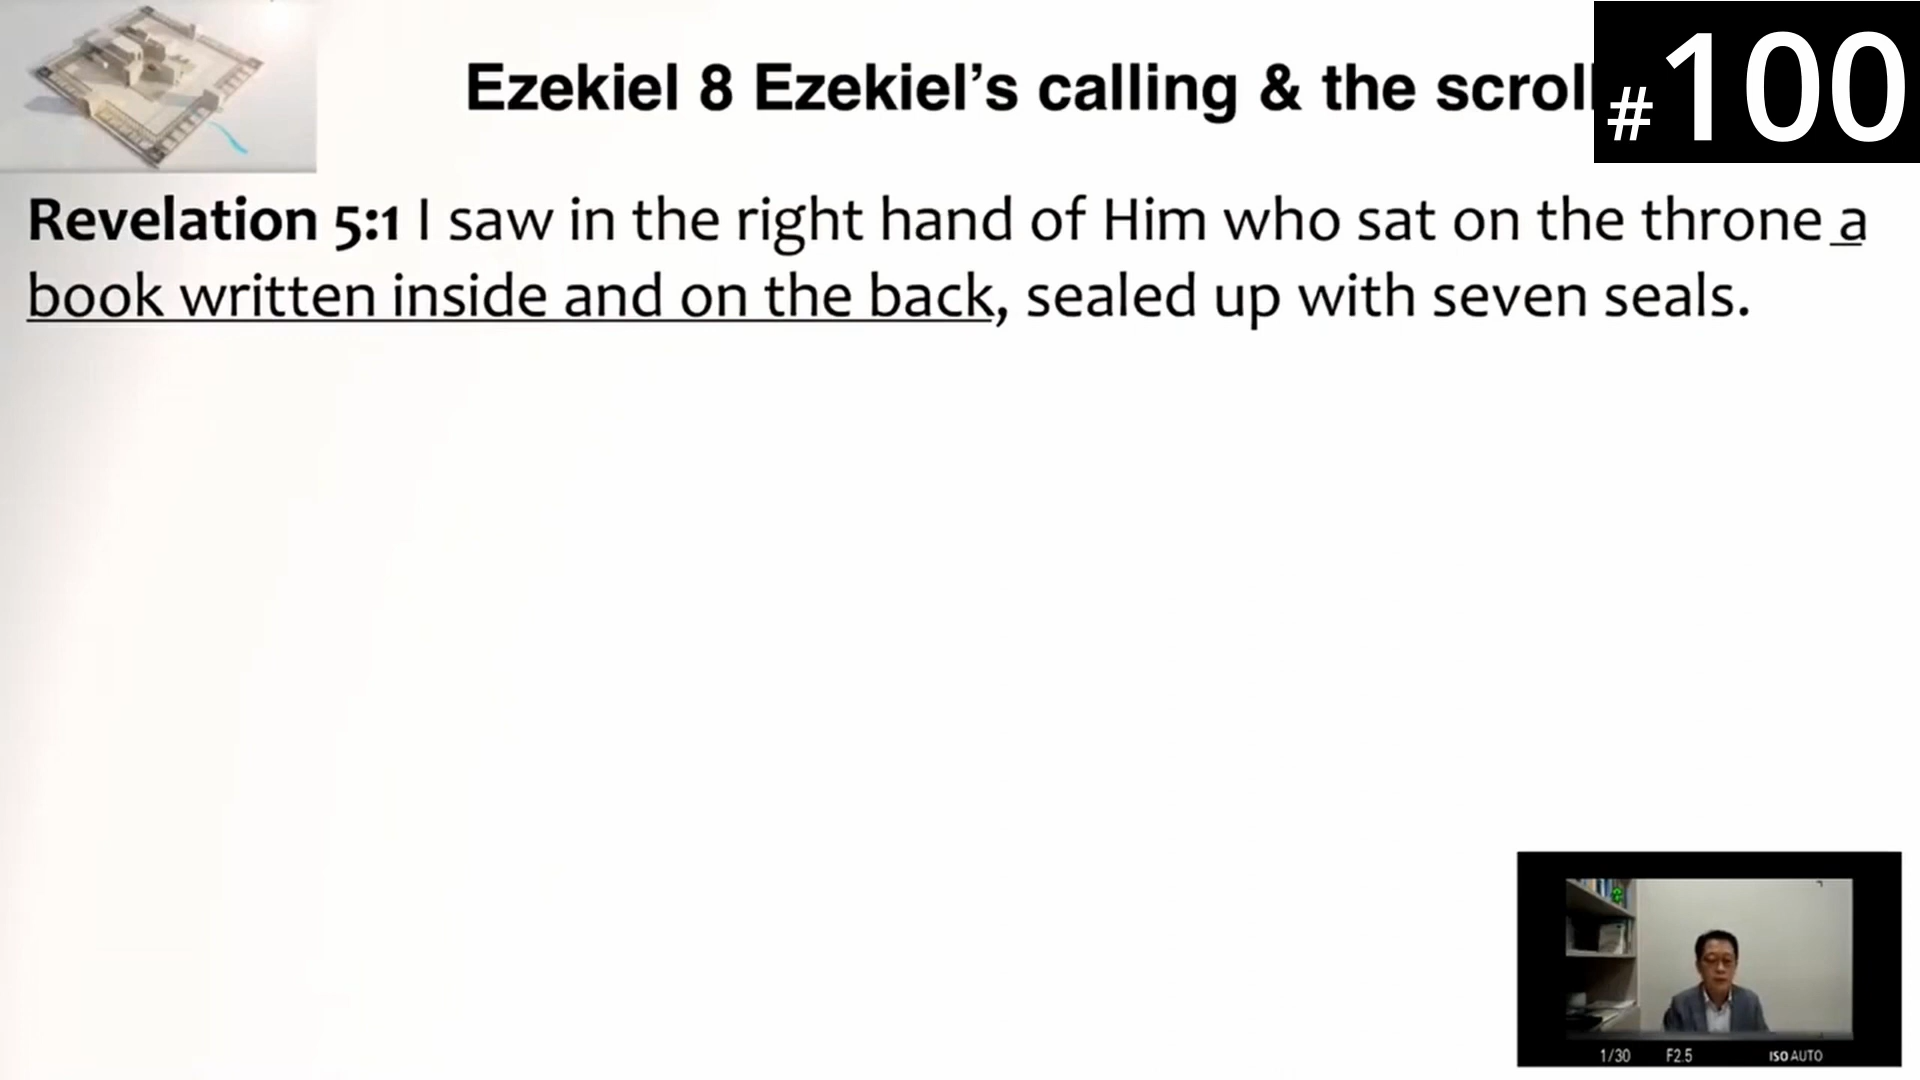 Ezekiel 8 Ezekiel’s calling & the scroll
#100
Revelation 5:1 I saw in the right hand of Him who sat on the throne a
book written inside and on the back, sealed up with seven seals.
1/30 F2.5 ISO AUTO